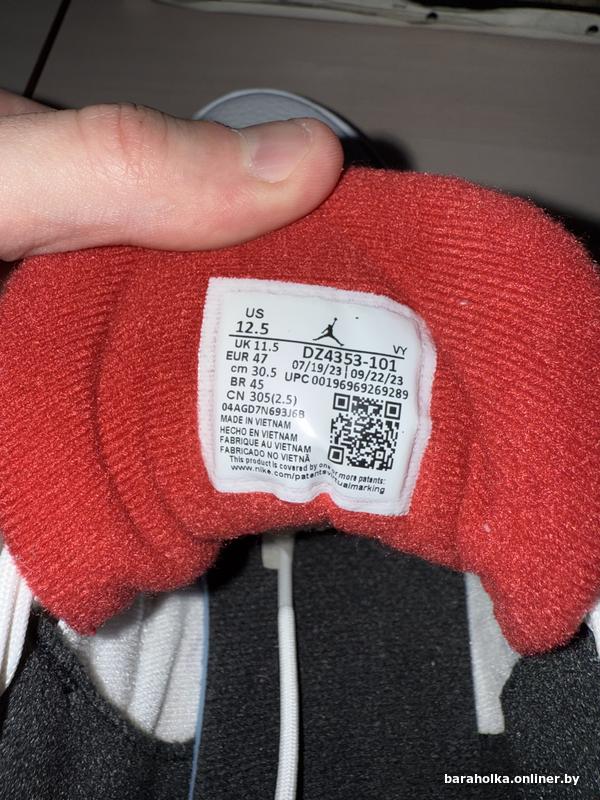 US
12.5
UK 11.5
EUR 47
cm 30.5
BR 45
CN 305(2.5)
VY
DZ4353-101
07/19/23 | 09/22/23
UPC 00196969269289
04AGD7N693J6B
MADE IN VIETNAM
HECHO EN VIETNAM
FABRIQUE AU VIETNAM
FABRICADO NO VIETNÃ
This product is covered by one or more patents:
www.nike.com/patentsvirtualmarking
baraholka.onliner.by